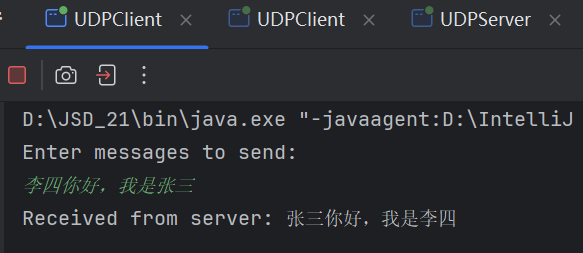 UDPClient
UDPClient
UDPServer
D:\JSD_21\bin\java.exe "-javaagent:D:\IntelliJ
Enter messages to send:
李四你好，我是张三
Received from server: 张三你好，我是李四